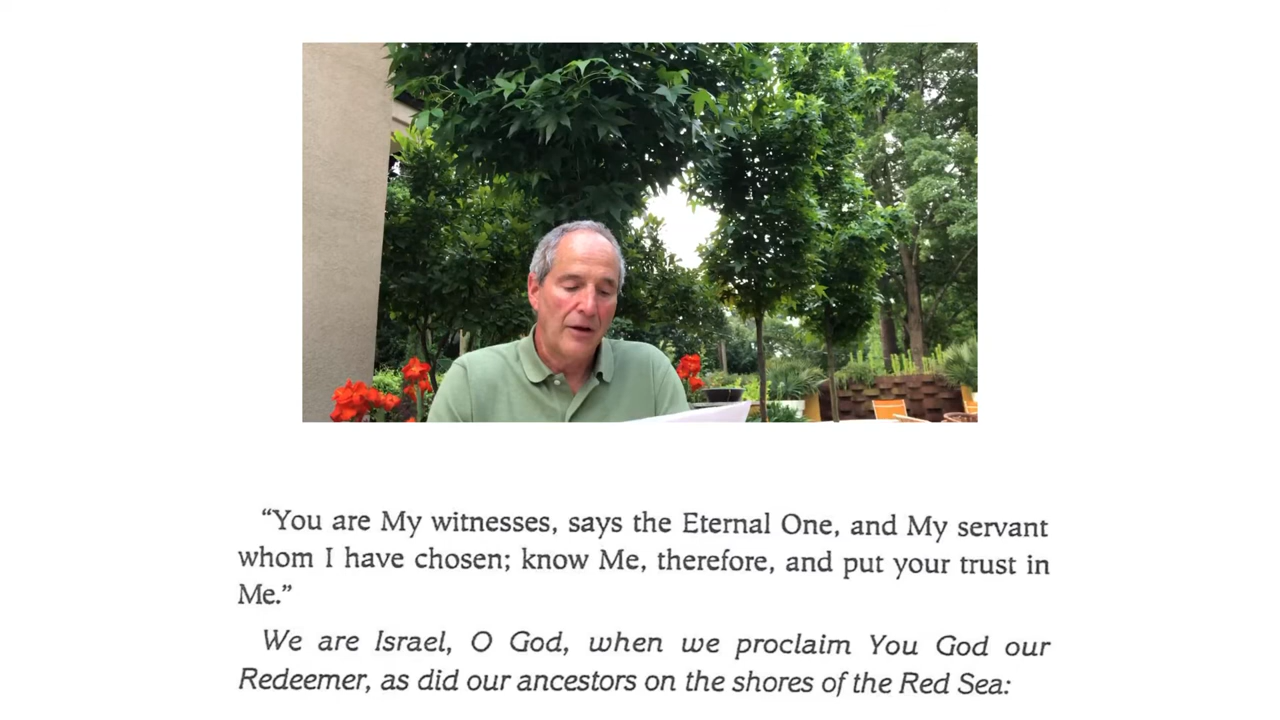 “You are My witnesses, says the Eternal One, and My servant
whom I have chosen; know Me, therefore, and put your trust in
Me.”
We are Israel, O God, when we proclaim You God our
Redeemer, as did our ancestors on the shores of the Red Sea: